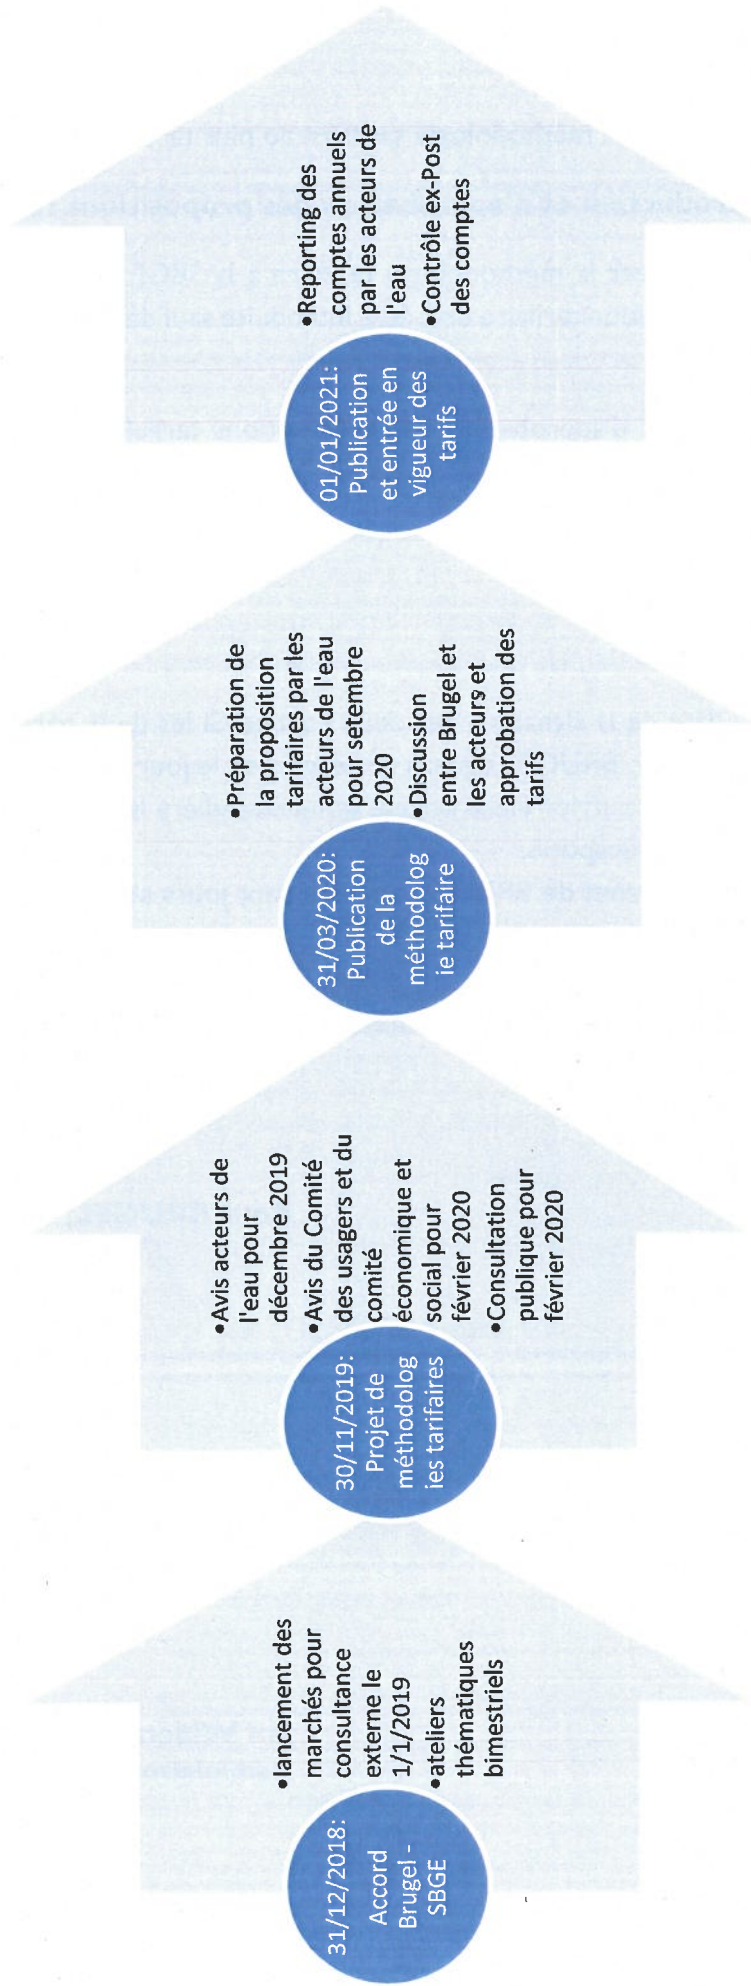 31/12/2018:
Accord
Brugel -
SBGE
•lancement des
marchés pour
consultance
externe le
1/1/2019
•ateliers
thématiques
bimestriels
30/11/2019:
Projet de
méthodolog
ies tarifaires
•Avis acteurs de
l'eau pour
décembre 2019
•Avis du Comité
des usagers et du
comité
économique et
social pour
février 2020
•Consultation
publique pour
février 2020
31/03/2020:
Publication
de la
méthodolog
ie tarifaire
•Préparation de
la proposition
tarifaires par les
acteurs de l'eau
pour setembre
2020
•Discussion
entre Brugel et
les acteurs et
approbation des
tarifs
01/01/2021:
Publication
et entrée en
vigueur des
tarifs
•Reporting des
comptes annuels
par les acteurs de
l'eau
•Contrôle ex-Post
des comptes